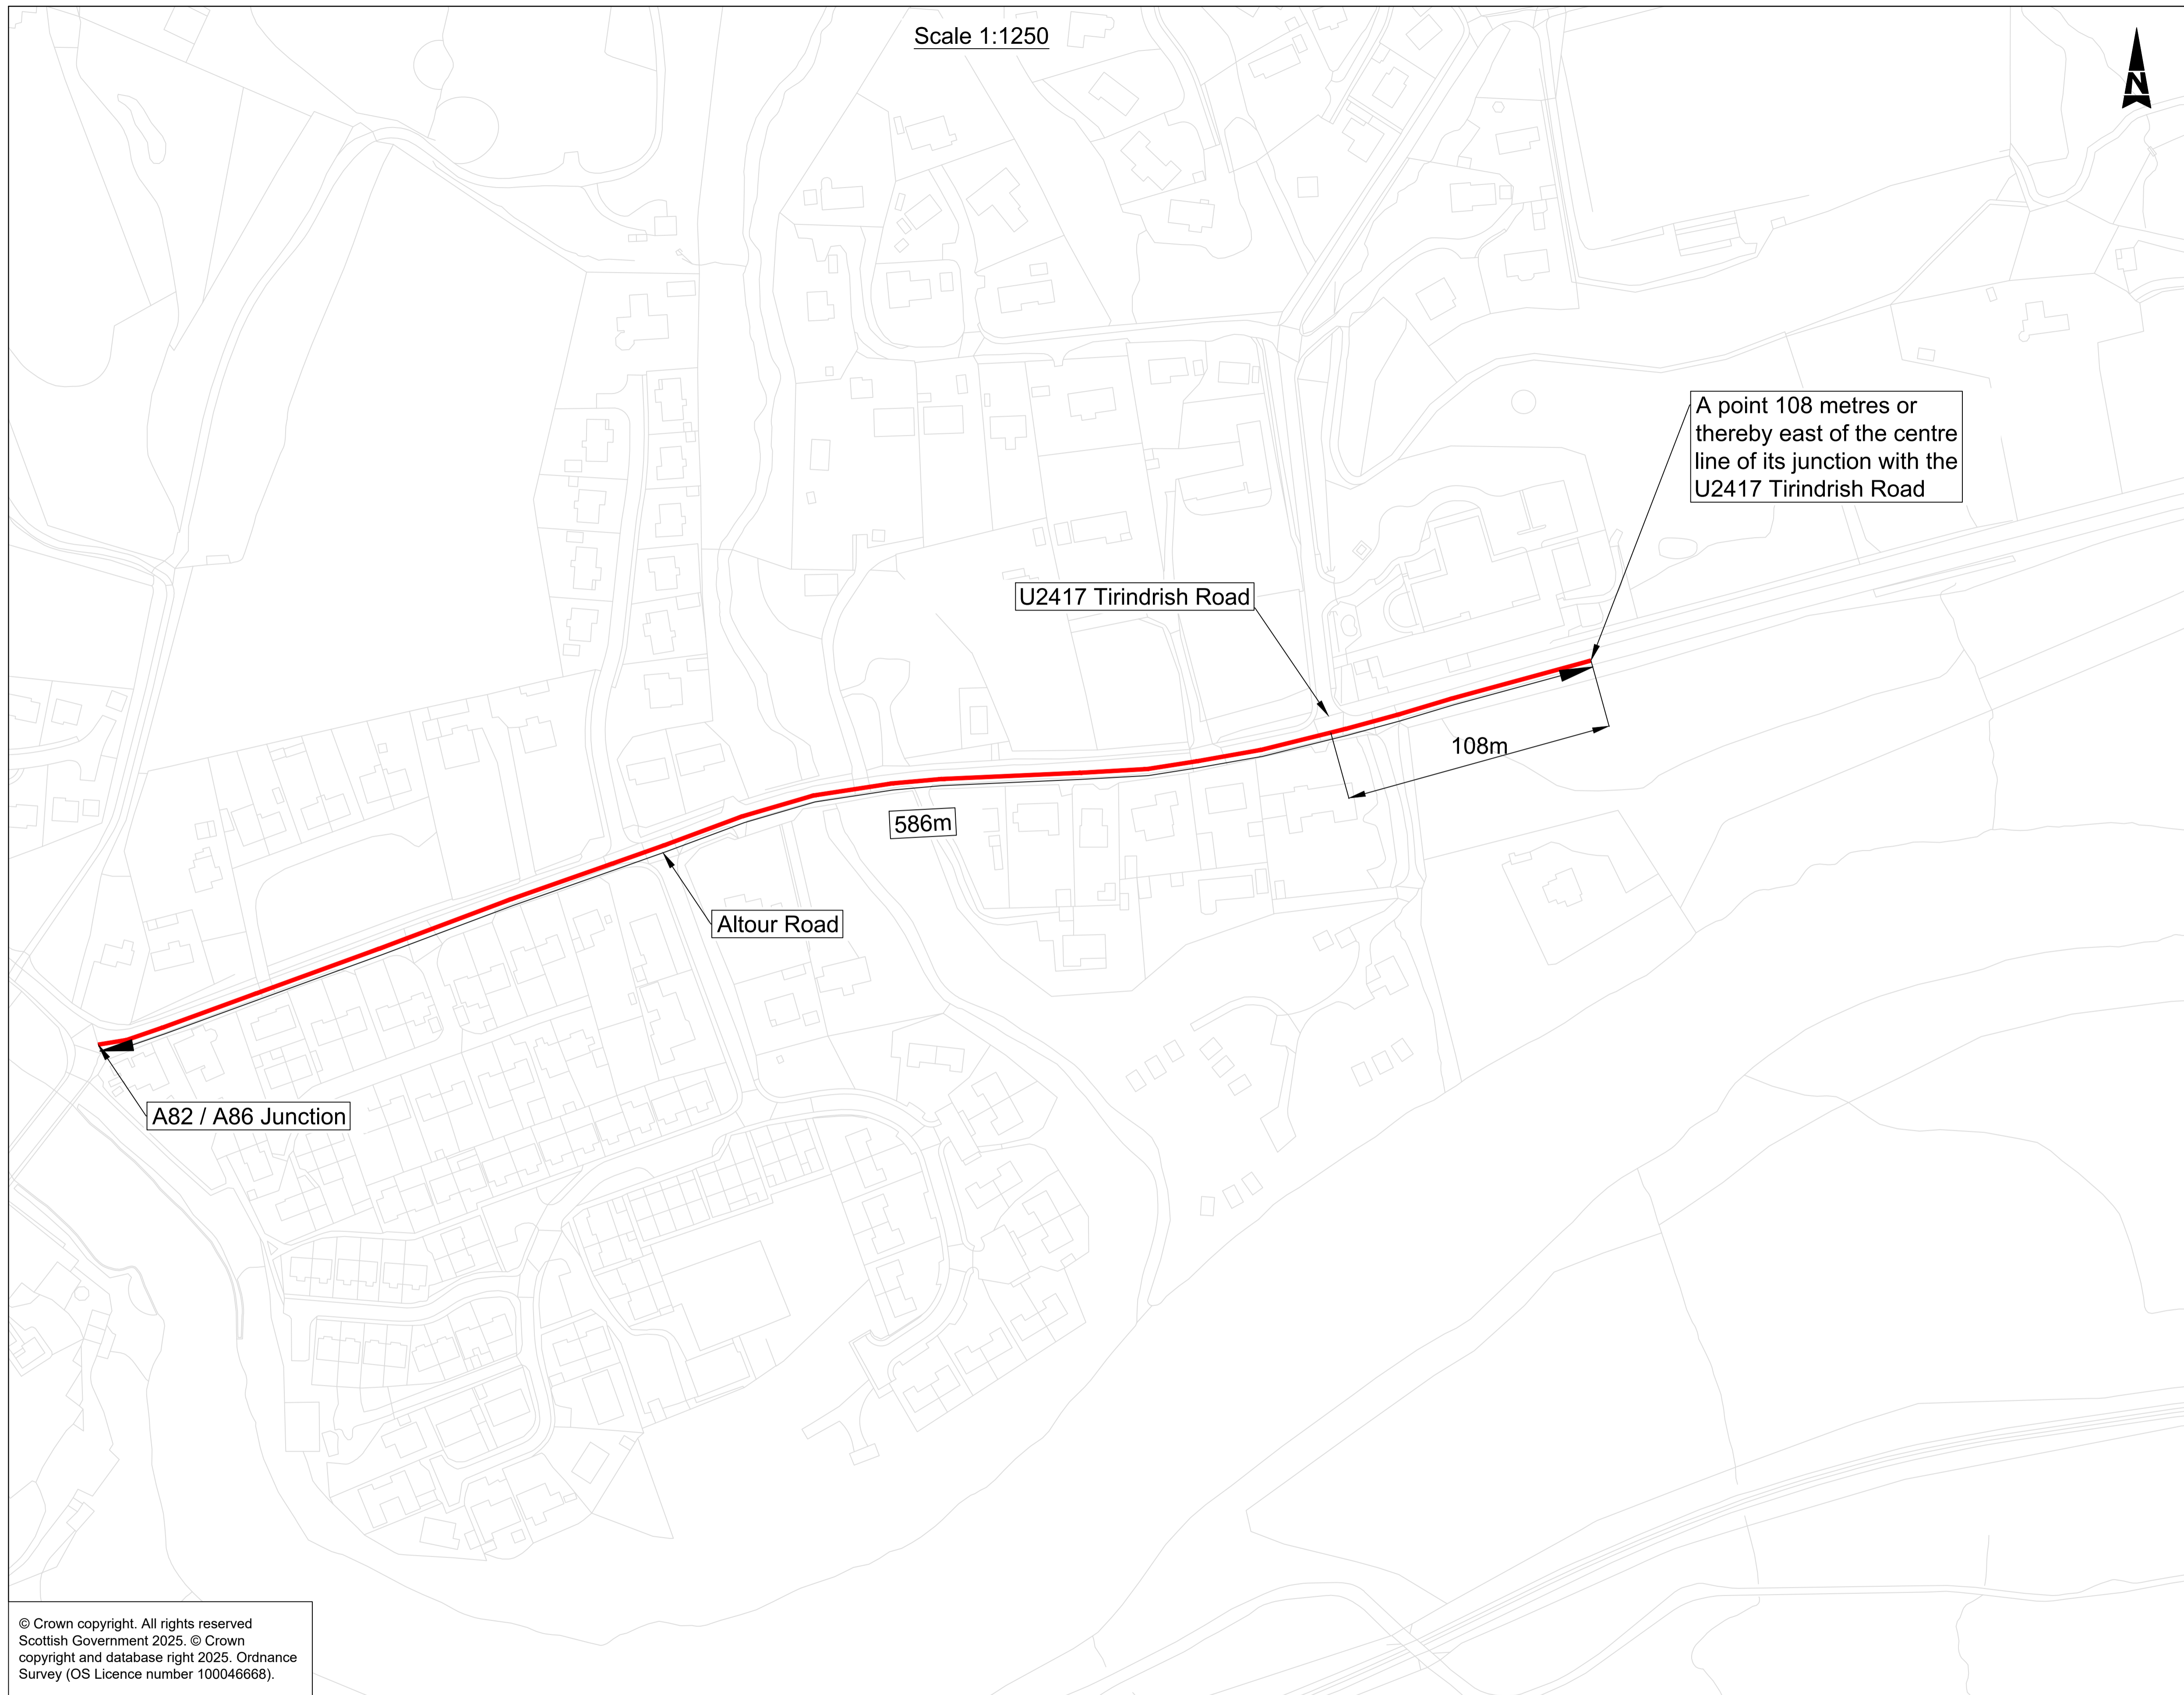 Scale 1:1250
N
A point 108 metres or
thereby east of the centre
line of its junction with the
U2417 Tirindrish Road
U2417 Tirindrish Road
108m
586m
Altour Road
A82 / A86 Junction
© Crown copyright. All rights reserved
Scottish Government 2025. © Crown
copyright and database right 2025. Ordnance
Survey (OS Licence number 100046668).